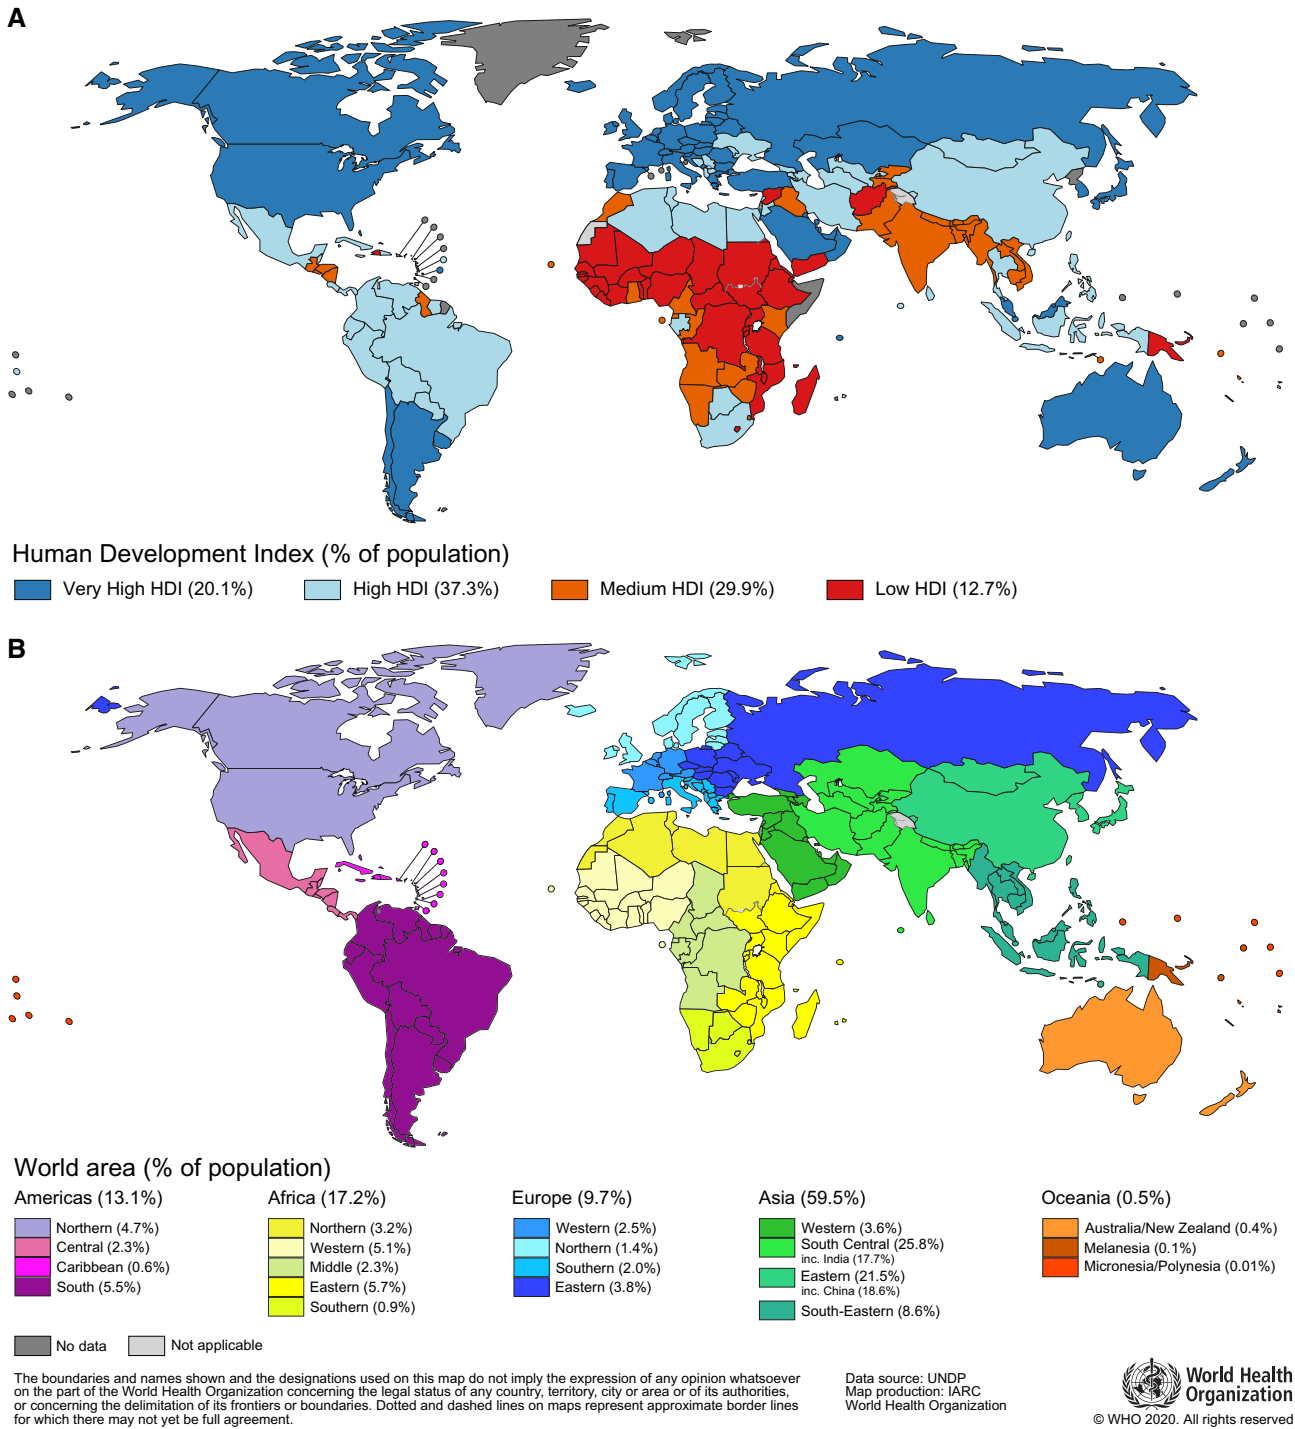 A
Human Development Index (% of population)
Very High HDI (20.1%)
High HDI (37.3%)
Medium HDI (29.9%)
Low HDI (12.7%)
B
World area (% of population)
Americas (13.1%)
Northern (4.7%)
Central (2.3%)
Caribbean (0.6%)
South (5.5%)
Africa (17.2%)
Northern (3.2%)
Western (5.1%)
Middle (2.3%)
Eastern (5.7%)
Southern (0.9%)
Europe (9.7%)
Western (2.5%)
Northern (1.4%)
Southern (2.0%)
Eastern (3.8%)
Asia (59.5%)
Western (3.6%)
South Central (25.8%)
inc. India (17.7%)
Eastern (21.5%)
inc. China (18.6%)
South-Eastern (8.6%)
Oceania (0.5%)
Australia/New Zealand (0.4%)
Melanesia (0.1%)
Micronesia/Polynesia (0.01%)
No data
Not applicable
The boundaries and names shown and the designations used on this map do not imply the expression of any opinion whatsoever
on the part of the World Health Organization concerning the legal status of any country, territory, city or area or of its authorities,
or concerning the delimitation of its frontiers or boundaries. Dotted and dashed lines on maps represent approximate border lines
for which there may not yet be full agreement.
Data source: UNDP
Map production: IARC
World Health Organization
World Health
Organization
© WHO 2020. All rights reserved